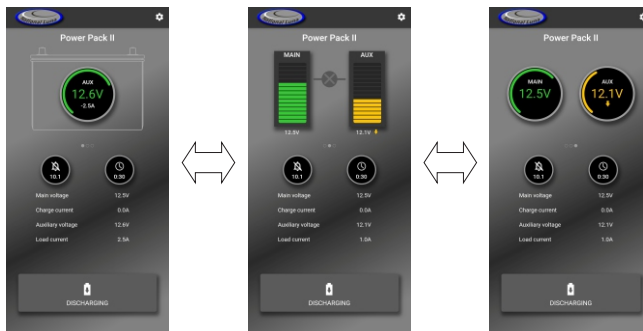 Power Pack II
AUX
12.6V
-2.5A
10.1
0:30
Main voltage 12.5V
Charge current 0.0A
Auxiliary voltage 12.6V
Load current 2.5A
DISCHARGING
Power Pack II
MAIN AUX
12.5V 12.1V
10.1
0:30
Main voltage 12.5V
Charge current 0.0A
Auxiliary voltage 12.1V
Load current 1.0A
DISCHARGING
Power Pack II
MAIN
12.5V
AUX
12.1V
10.1
0:30
Main voltage 12.5V
Charge current 0.0A
Auxiliary voltage 12.1V
Load current 1.0A
DISCHARGING